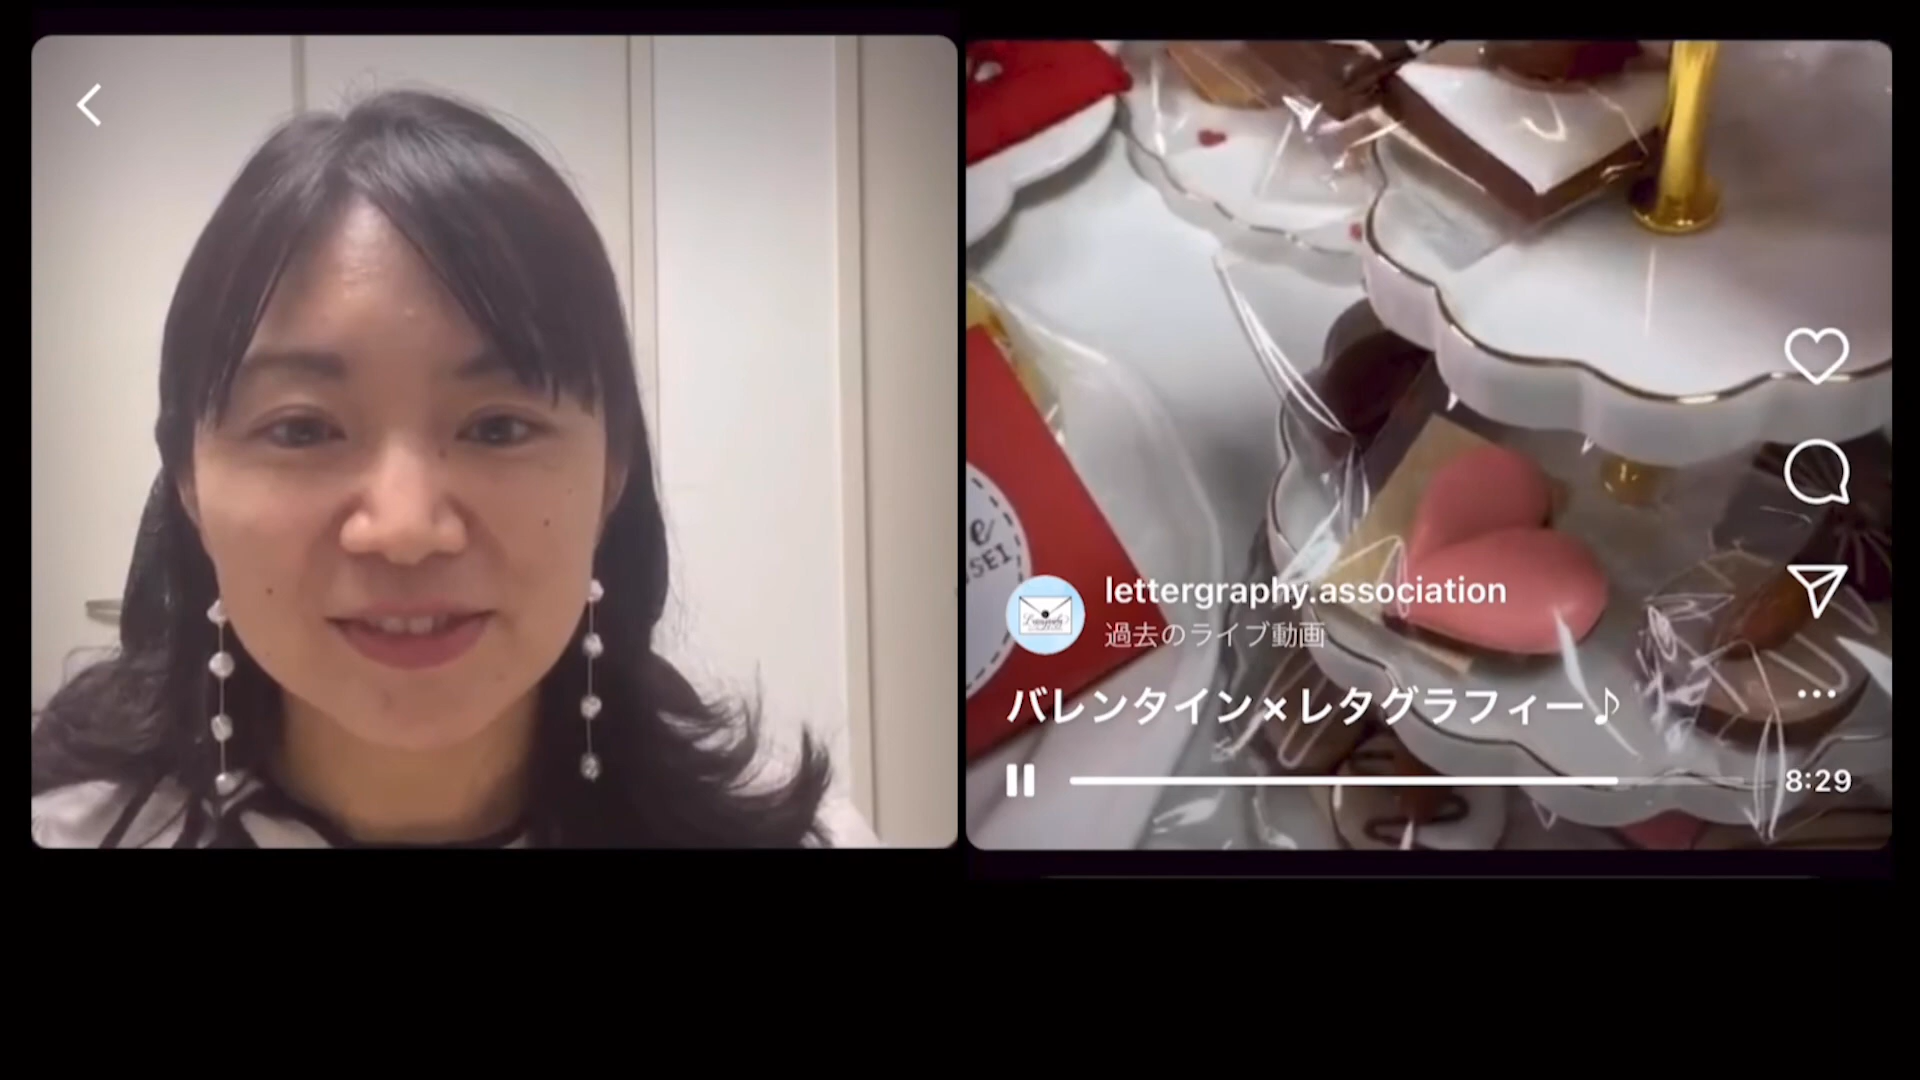 e
SEI
lettergraphy.association
過去のライブ動画
バレンタイン×レタグラフィー♪
8:29